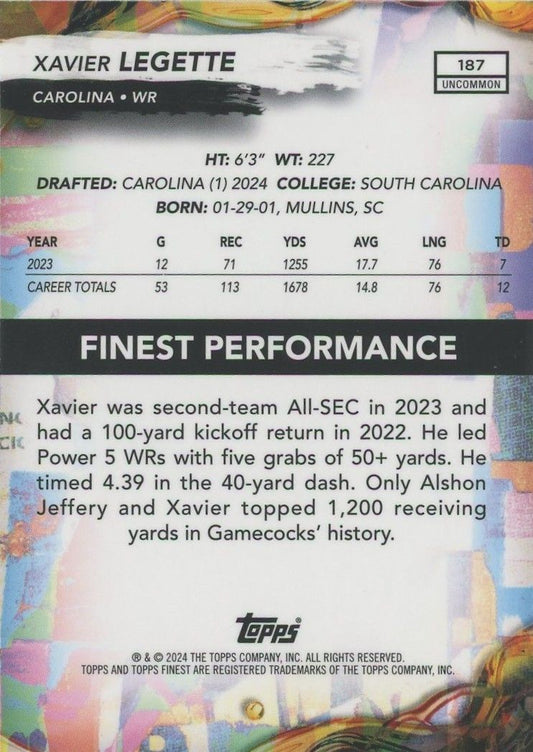 XAVIER LEGETTE
187
UNCOMMON
CAROLINA • WR
HT: 6'3" WT: 227
DRAFTED: CAROLINA (1) 2024 COLLEGE: SOUTH CAROLINA
BORN: 01-29-01, MULLINS, SC
YEAR G REC YDS AVG LNG TD
2023 12 71 1255 17.7 76 7
CAREER TOTALS 53 113 1678 14.8 76 12
FINEST PERFORMANCE
Xavier was second-team All-SEC in 2023 and
had a 100-yard kickoff return in 2022. He led
Power 5 WRs with five grabs of 50+ yards. He
timed 4.39 in the 40-yard dash. Only Alshon
Jeffery and Xavier topped 1,200 receiving
yards in Gamecocks' history.
Topps®
® & © 2024 THE TOPPS COMPANY, INC. ALL RIGHTS RESERVED.
TOPPS AND TOPPS FINEST ARE REGISTERED TRADEMARKS OF THE TOPPS COMPANY, INC.